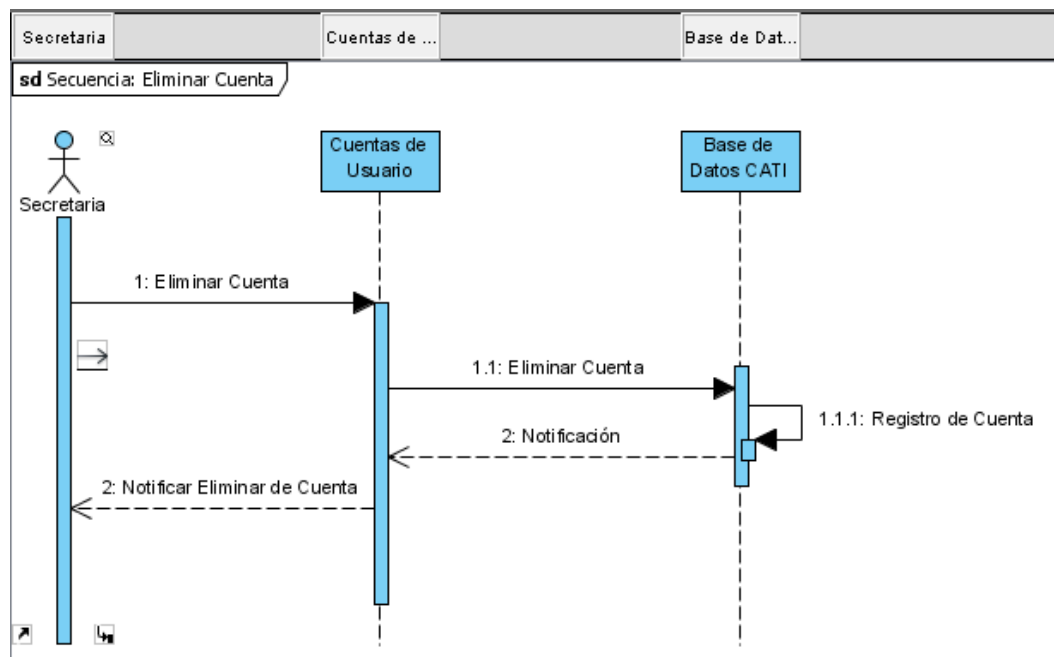 Secretaria
Cuentas de ...
Base de Dat...
sd Secuencia: Eliminar Cuenta
Cuentas de
Usuario
Base de
Datos CATI
Secretaria
1: Eliminar Cuenta
1.1: Eliminar Cuenta
1.1.1: Registro de Cuenta
2: Notificación
2: Notificar Eliminar de Cuenta